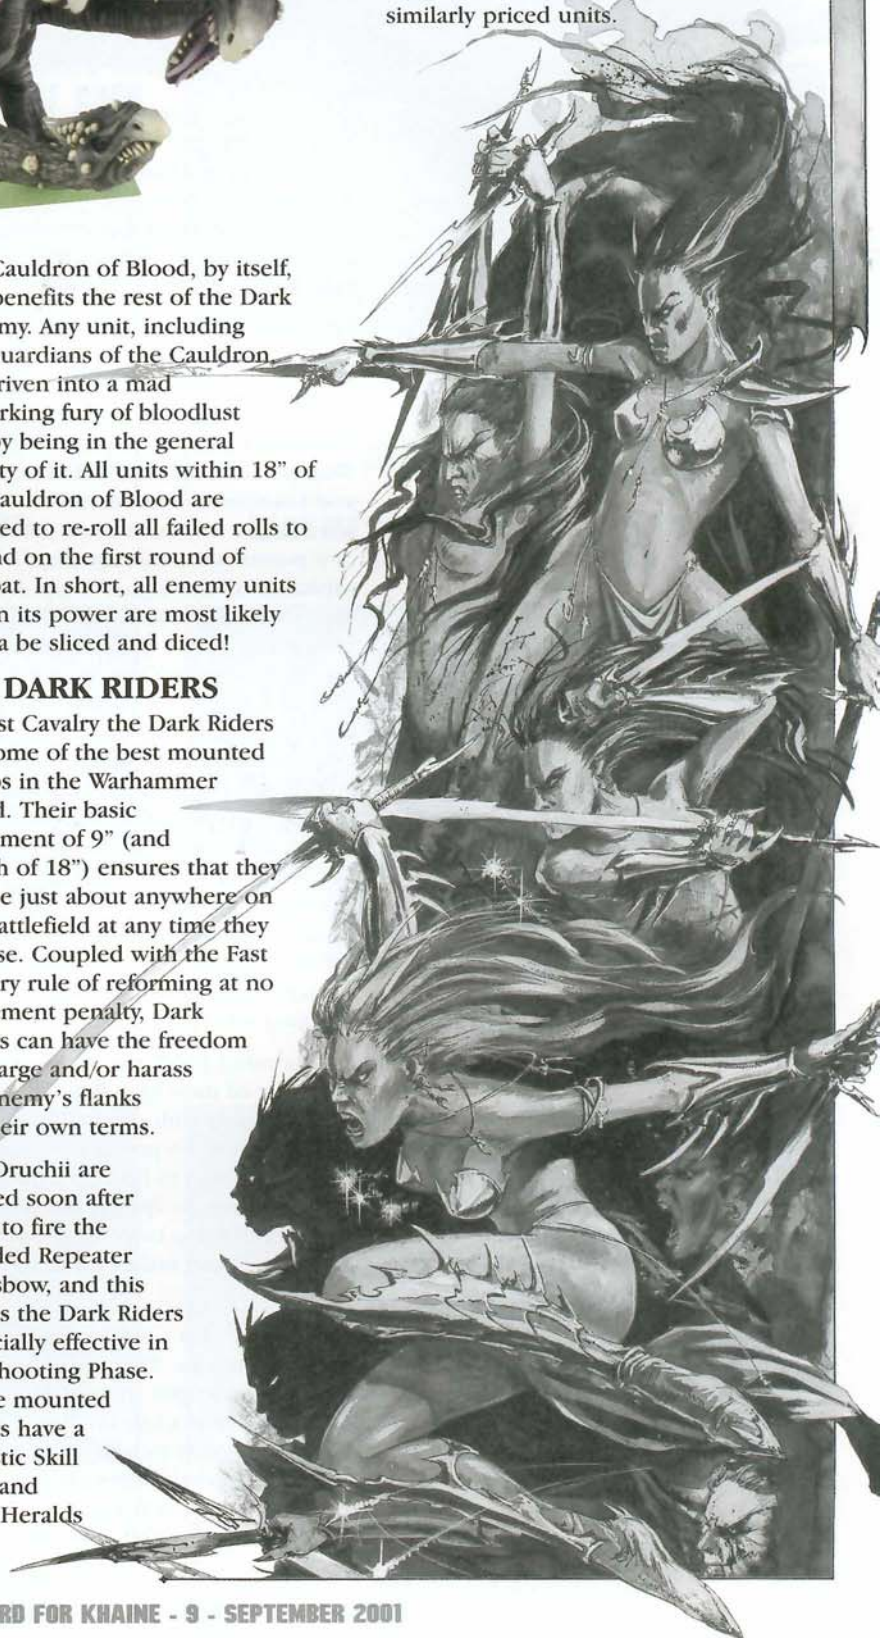 similarly priced units.
Cauldron of Blood, by itself,
benefits the rest of the Dark
my. Any unit, including
uardians of the Cauldron,
riven into a mad
rking fury of bloodlust
by being in the general
ty of it. All units within 18” of
auldron of Blood are
ed to re-roll all failed rolls to
nd on the first round of
bat. In short, all enemy units
n its power are most likely
a be sliced and diced!
DARK RIDERS
st Cavalry the Dark Riders
ome of the best mounted
ps in the Warhammer
l. Their basic
ment of 9” (and
h of 18”) ensures that they
e just about anywhere on
attlefield at any time they
se. Coupled with the Fast
ry rule of reforming at no
ment penalty, Dark
s can have the freedom
arge and/or harass
nemy’s flanks
eir own terms.
Druchii are
ed soon after
to fire the
led Repeater
sbow, and this
s the Dark Riders
cially effective in
hooting Phase.
e mounted
s have a
tic Skill
and
Heralds
RD FOR KHAINE - 9 - SEPTEMBER 2001